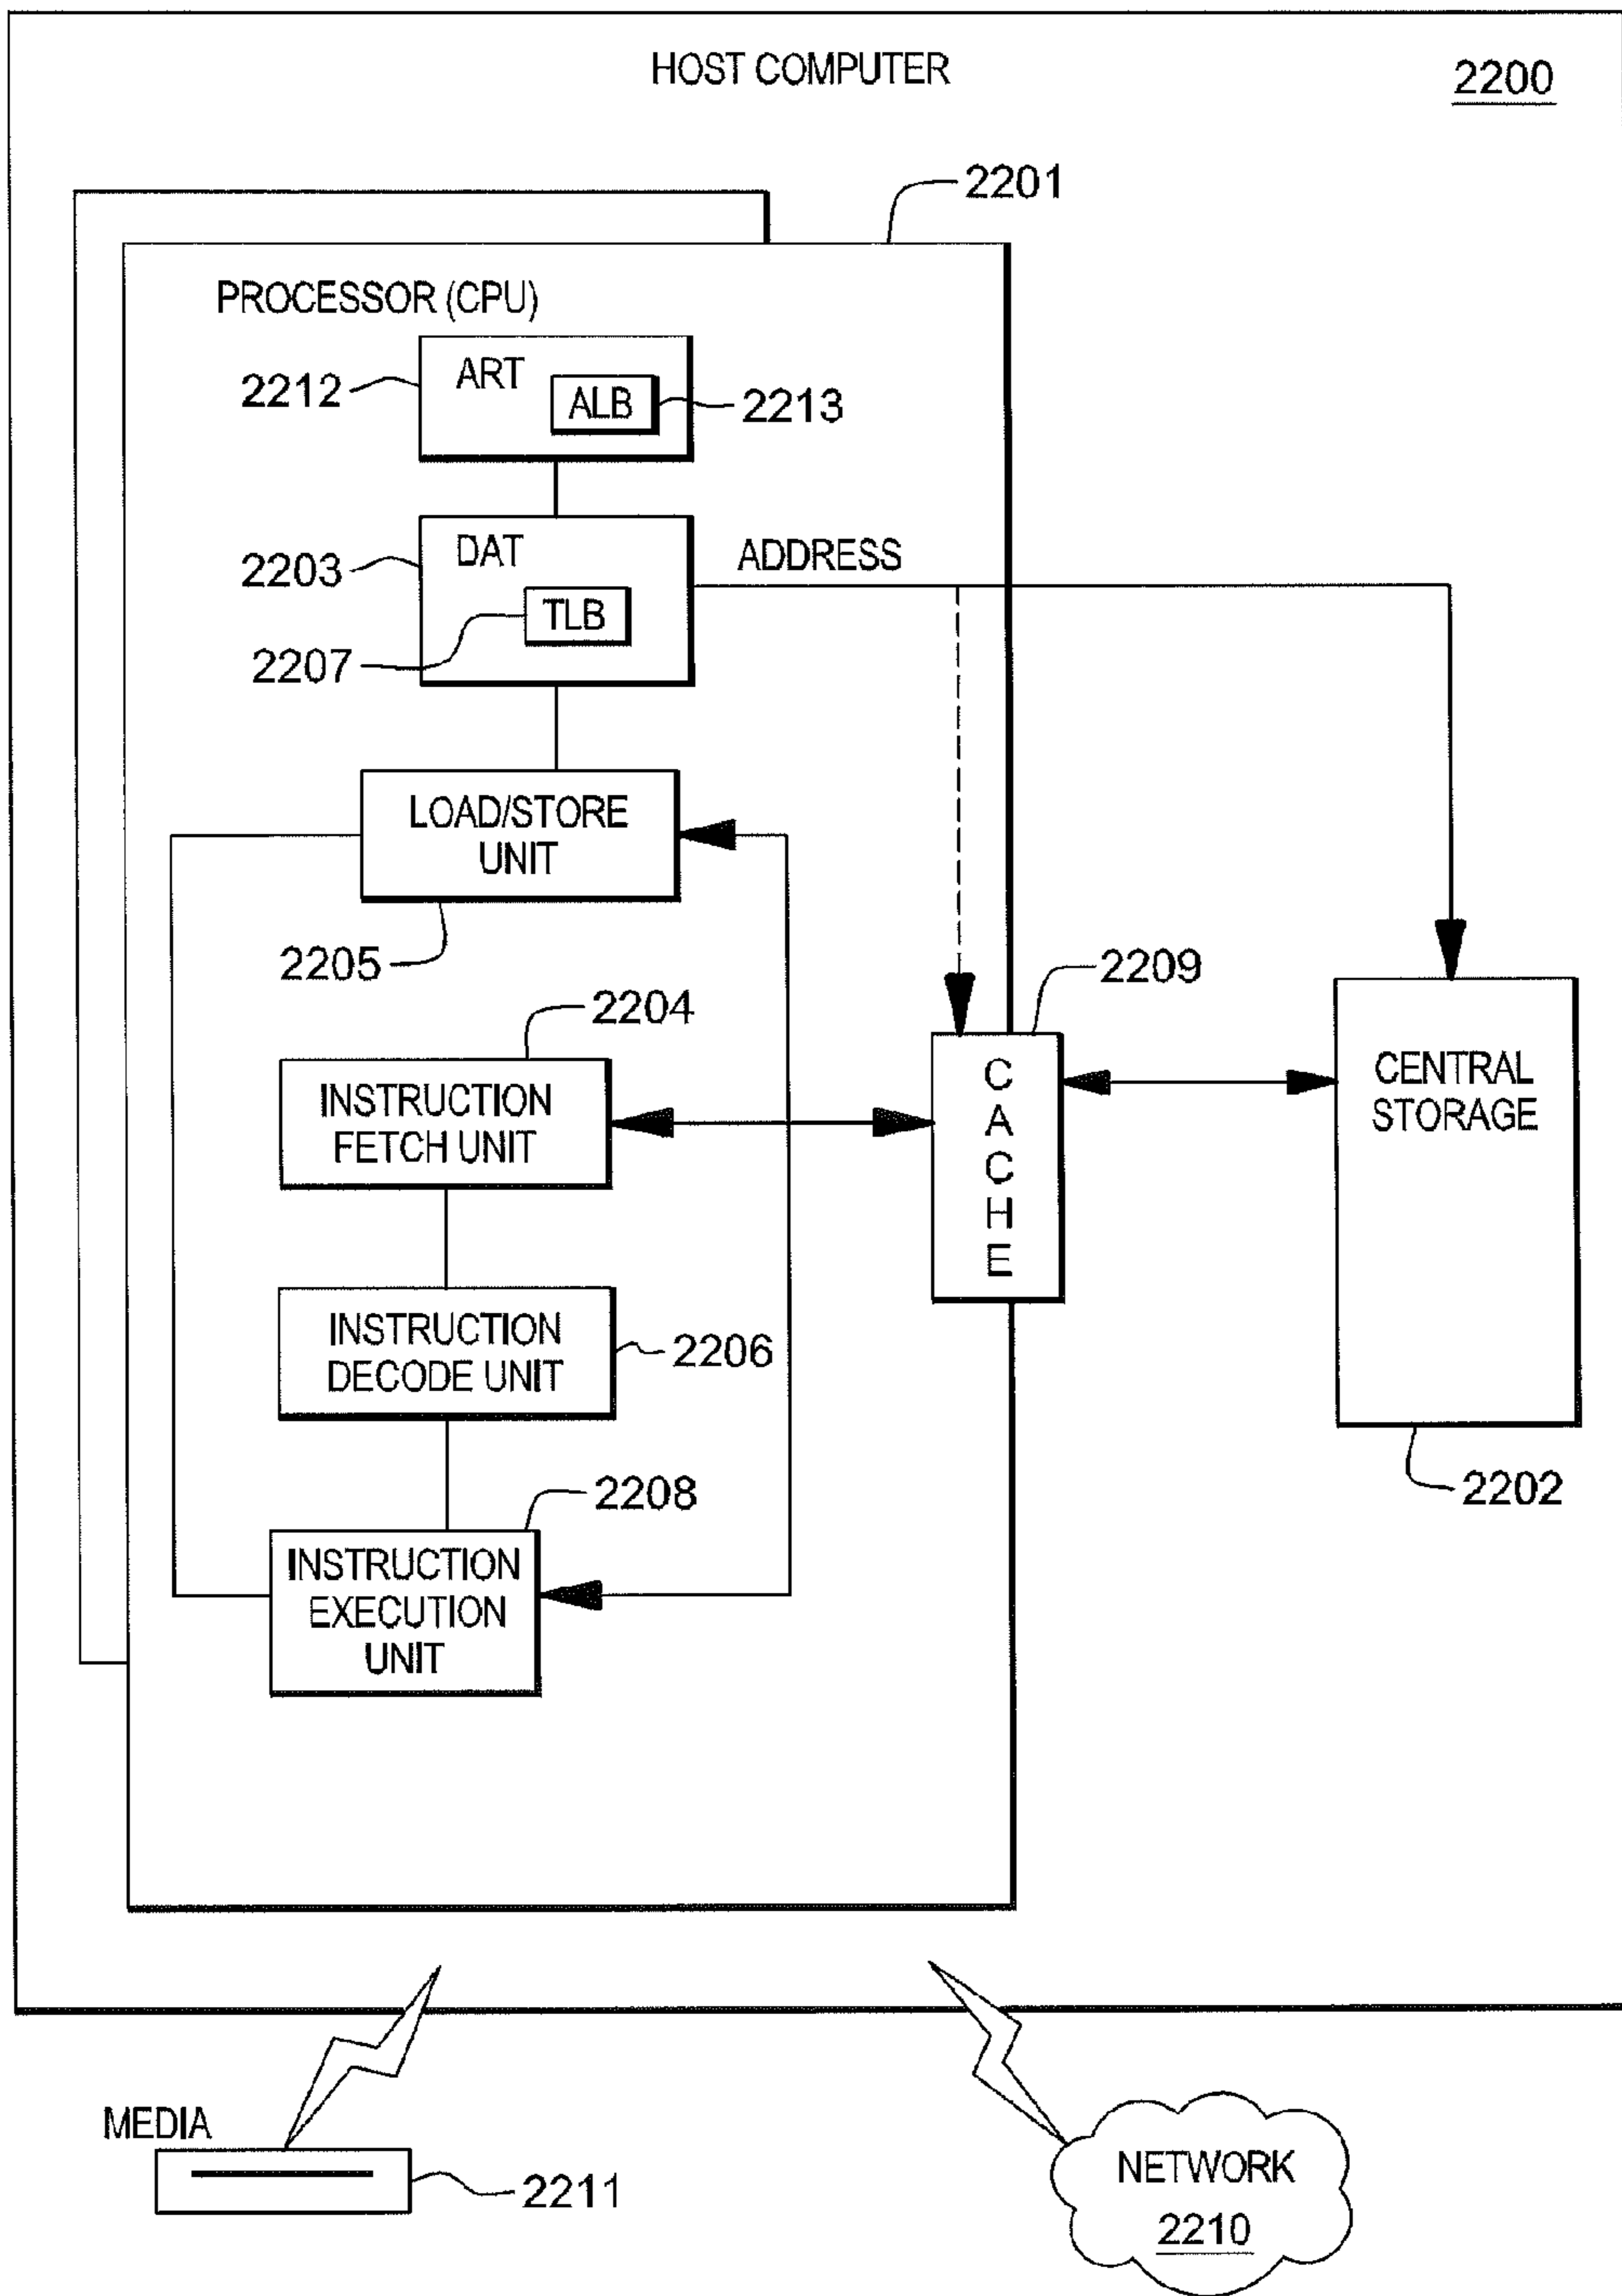 HOST COMPUTER
2200
2201
PROCESSOR (CPU)
2212
ART
ALB
2213
2203
DAT
ADDRESS
TLB
2207
LOAD/STORE
UNIT
2205
2209
2204
INSTRUCTION
FETCH UNIT
CACHE
CENTRAL
STORAGE
INSTRUCTION
DECODE UNIT
2206
2208
2202
INSTRUCTION
EXECUTION
UNIT
MEDIA
2211
NETWORK
2210